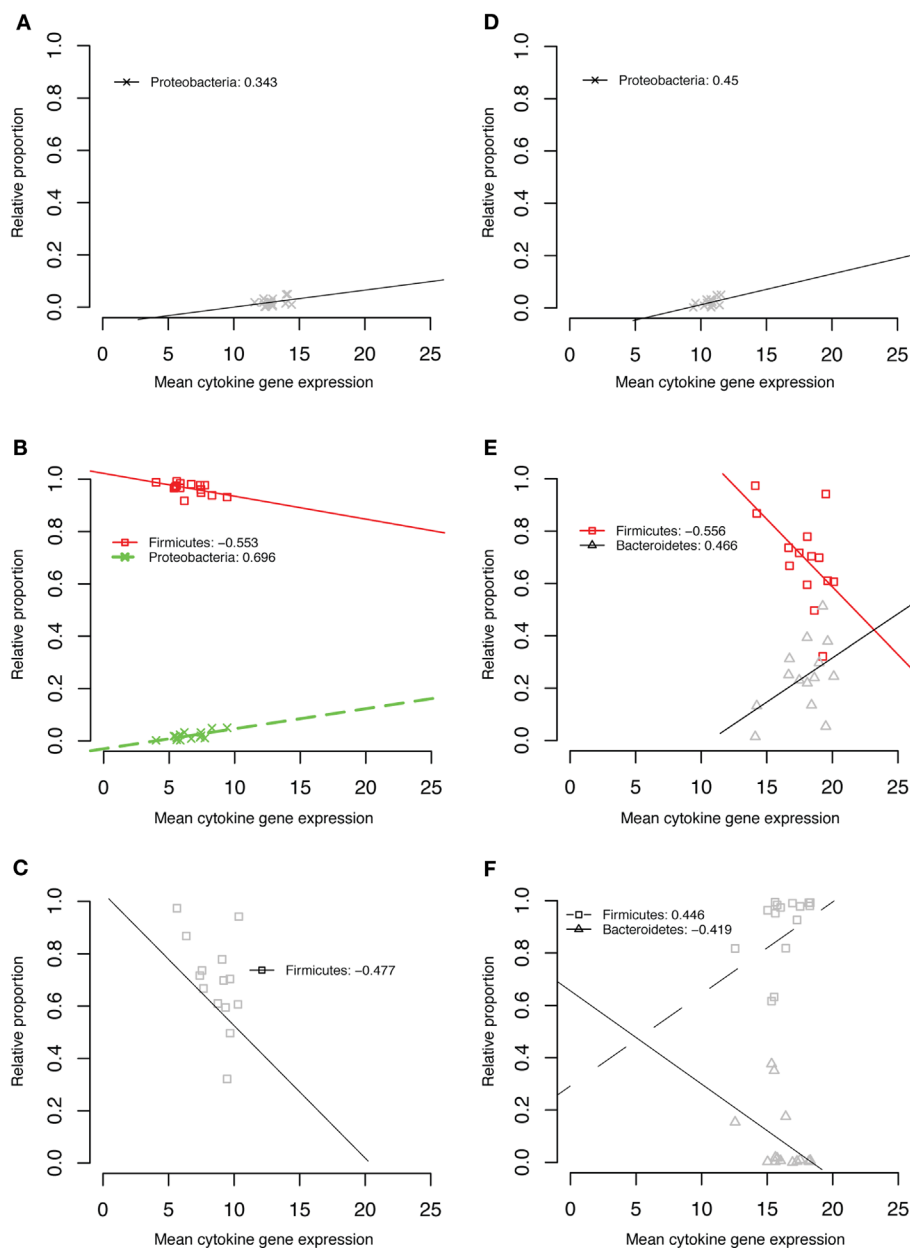 A
Relative proportion
1.0
0.8
0.6
0.4
0.2
0.0
Proteobacteria: 0.343
0 5 10 15 20 25
Mean cytokine gene expression
D
Relative proportion
1.0
0.8
0.6
0.4
0.2
0.0
Proteobacteria: 0.45
0 5 10 15 20 25
Mean cytokine gene expression
B
Relative proportion
1.0
0.8
0.6
0.4
0.2
0.0
Firmicutes: −0.553
Proteobacteria: 0.696
0 5 10 15 20 25
Mean cytokine gene expression
E
Relative proportion
1.0
0.8
0.6
0.4
0.2
0.0
Firmicutes: −0.556
Bacteroidetes: 0.466
0 5 10 15 20 25
Mean cytokine gene expression
C
Relative proportion
1.0
0.8
0.6
0.4
0.2
0.0
Firmicutes: −0.477
0 5 10 15 20 25
Mean cytokine gene expression
F
Relative proportion
1.0
0.8
0.6
0.4
0.2
0.0
Firmicutes: 0.446
Bacteroidetes: −0.419
0 5 10 15 20 25
Mean cytokine gene expression